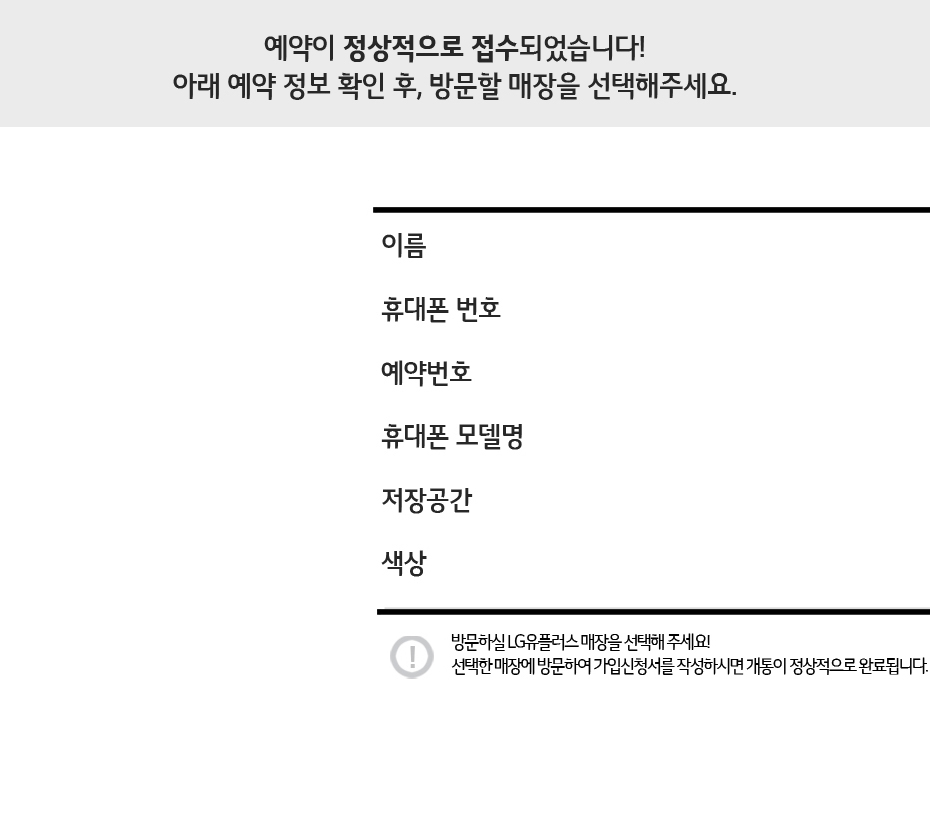 예약이 정상적으로 접수되었습니다!
아래 예약 정보 확인 후, 방문할 매장을 선택해주세요.
이름
휴대폰 번호
예약번호
휴대폰 모델명
저장공간
색상
방문하실 LG유플러스 매장을 선택해 주세요!
선택한 매장에 방문하여 가입신청서를 작성하시면 개통이 정상적으로 완료됩니다.